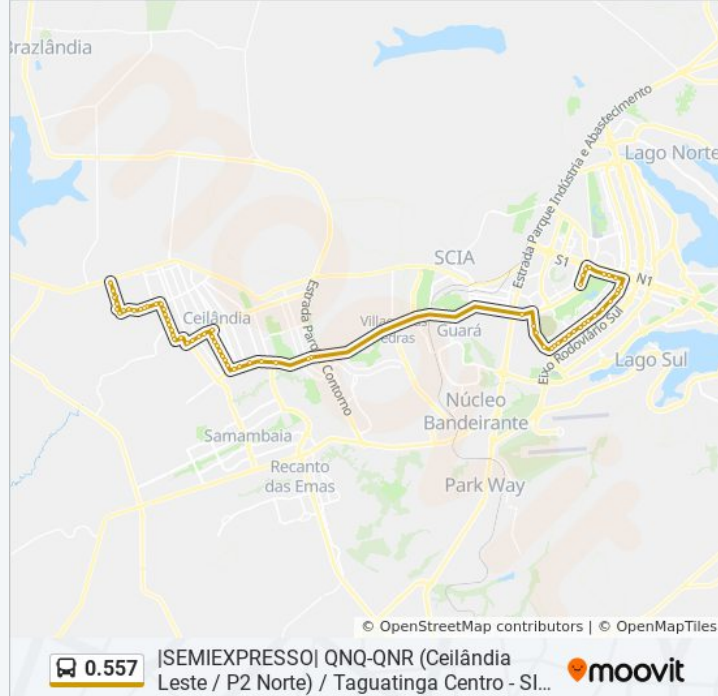 Brazlândia
Lago Norte
Estrada Parque Indústria e Abastecimento
SCIA
S1
N1
Ceilândia
Estrada Parq
Contorno
Guará
Eixo Rodoviário Sul
Lago Sul
Núcleo
Bandeirante
Samambaia
Recanto
das Emas
Park Way
© OpenStreetMap contributors | © OpenMapTiles
0.557
|SEMIEXPRESSO| QNQ-QNR (Ceilândia
Leste / P2 Norte) / Taguatinga Centro - SI...
moovit